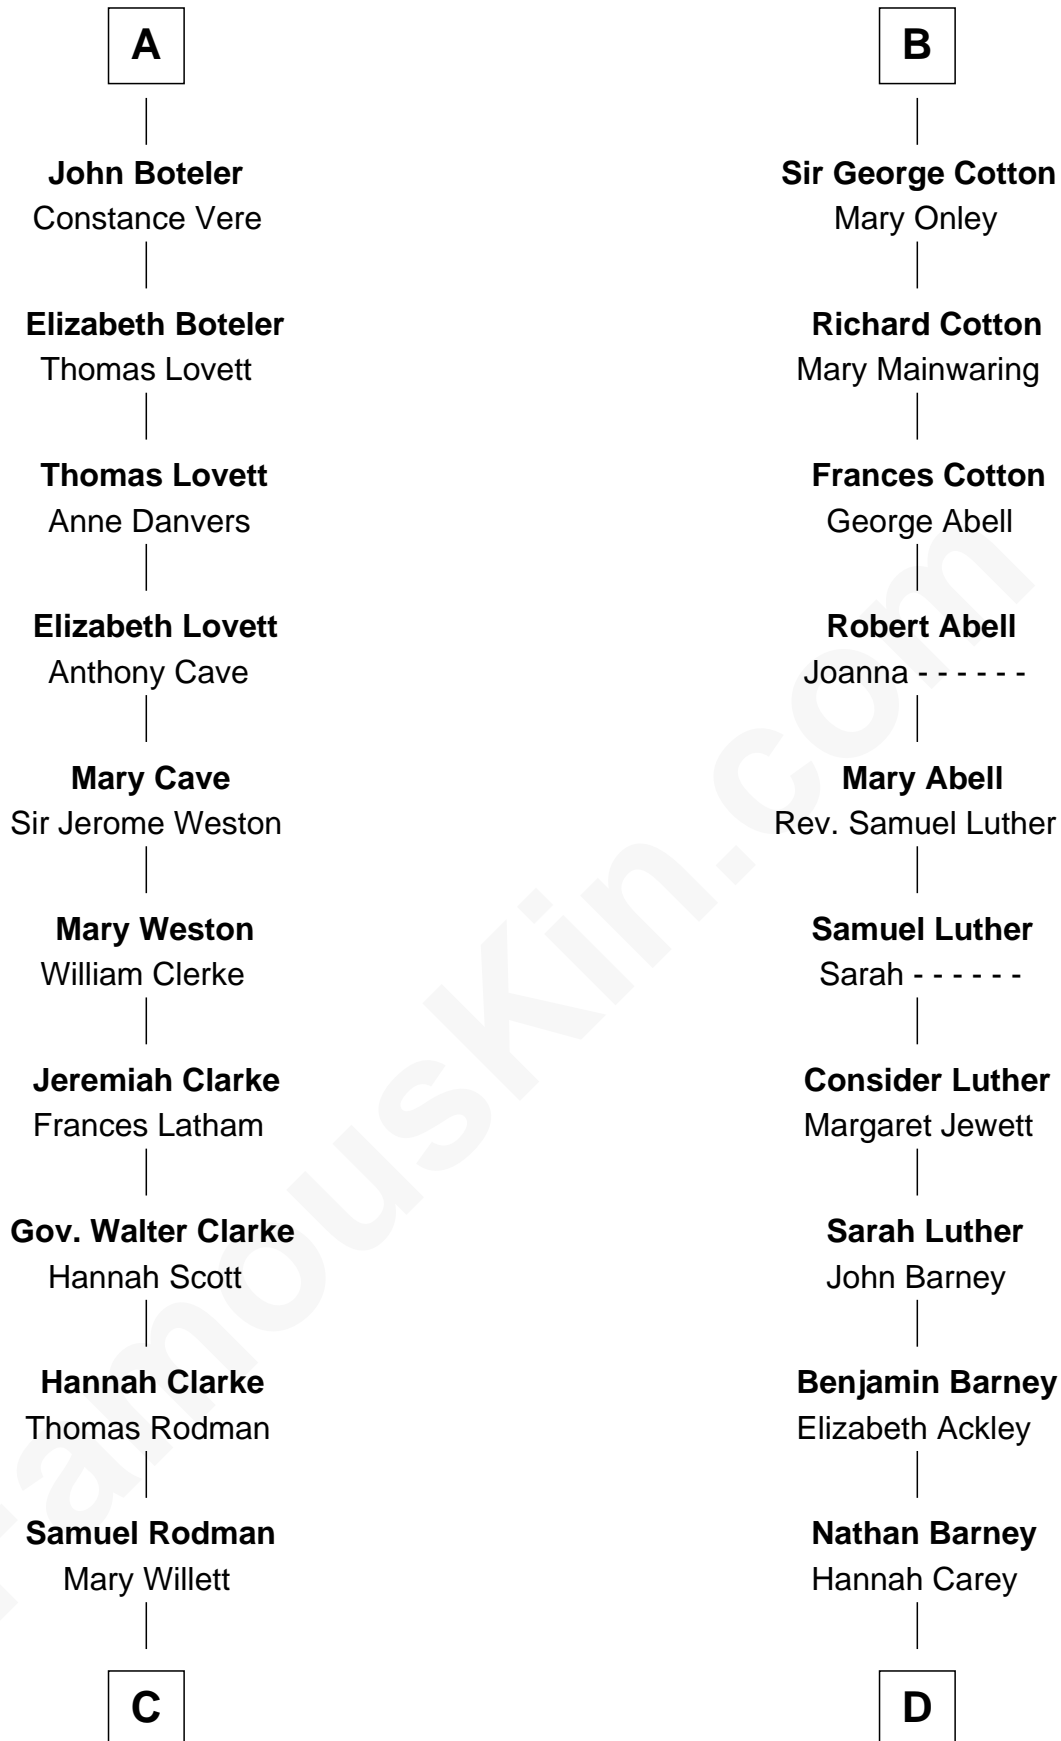 A
John Boteler
Constance Vere
Elizabeth Boteler
Thomas Lovett
Thomas Lovett
Anne Danvers
Elizabeth Lovett
Anthony Cave
Mary Cave
Sir Jerome Weston
Mary Weston
William Clerke
Jeremiah Clarke
Frances Latham
Gov. Walter Clarke
Hannah Scott
Hannah Clarke
Thomas Rodman
Samuel Rodman
Mary Willett
C
B
Sir George Cotton
Mary Onley
Richard Cotton
Mary Mainwaring
Frances Cotton
George Abell
Robert Abell
Joanna - - - - - -
Mary Abell
Rev. Samuel Luther
Samuel Luther
Sarah - - - - - -
Consider Luther
Margaret Jewett
Sarah Luther
John Barney
Benjamin Barney
Elizabeth Ackley
Nathan Barney
Hannah Carey
D
FamousKin.com